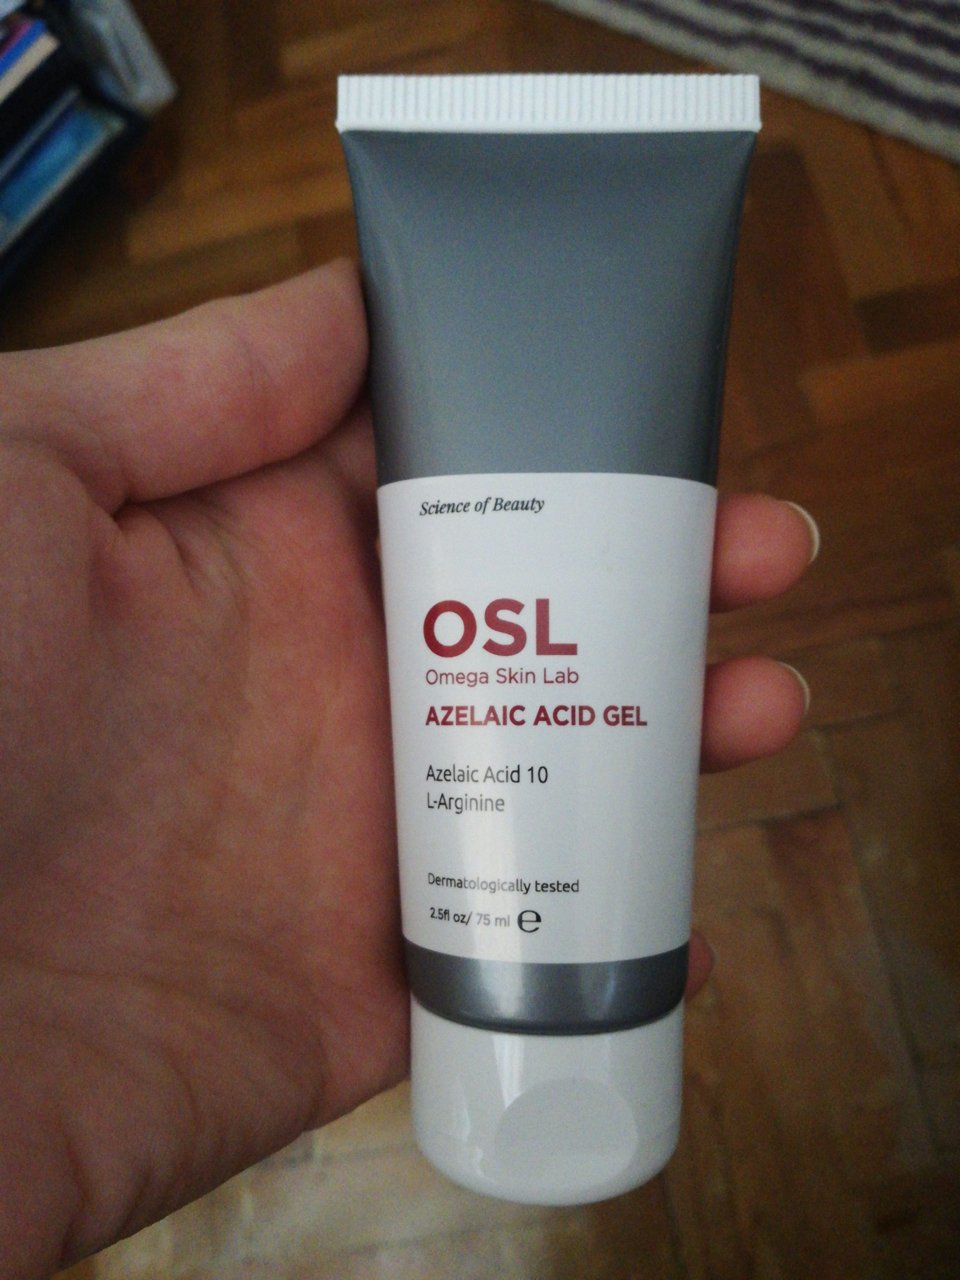 Science of Beauty
OSL
Omega Skin Lab
AZELAIC ACID GEL
Azelaic Acid 10
L-Arginine
Dermatologically tested
2.5fl oz/ 75 ml ℮